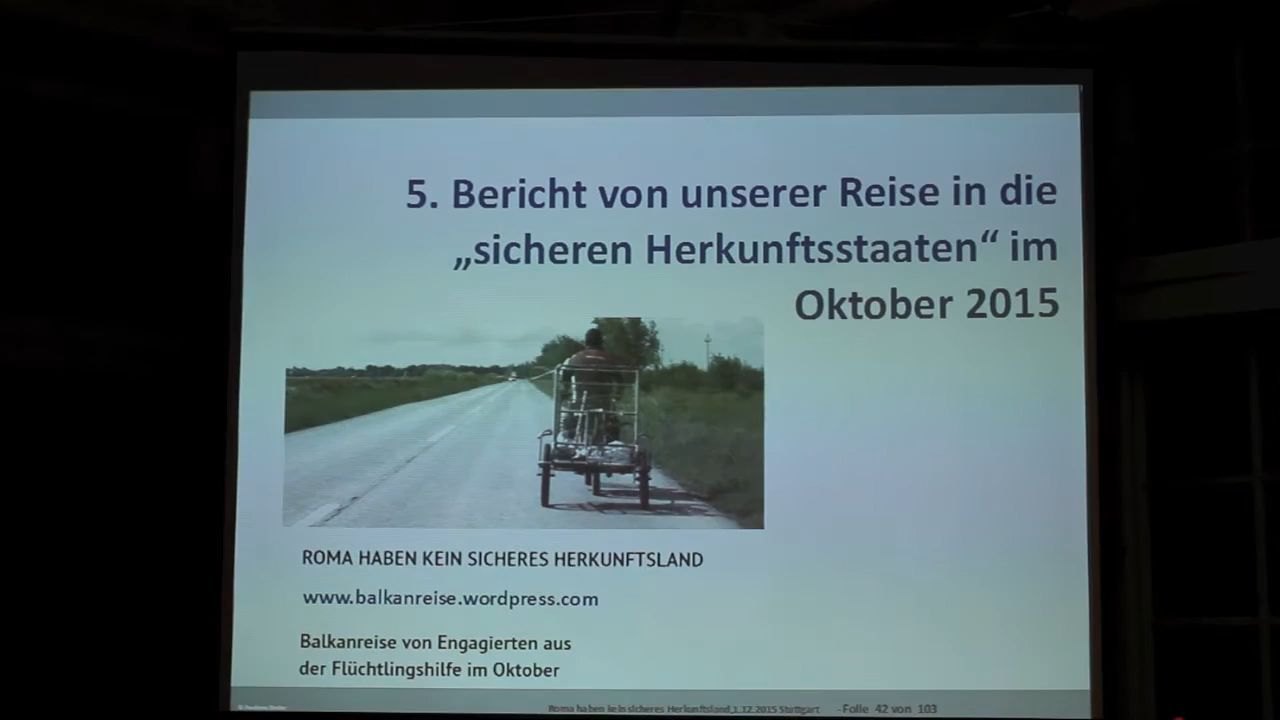 5. Bericht von unserer Reise in die
„sicheren Herkunftsstaaten“ im
Oktober 2015
ROMA HABEN KEIN SICHERES HERKUNFTSLAND
www.balkanreise.wordpress.com
Balkanreise von Engagierten aus
der Flüchtlingshilfe im Oktober
Roma haben kein sicheres Herkunftsland,1.12.2015 Stuttgart - Folie 42 von 103